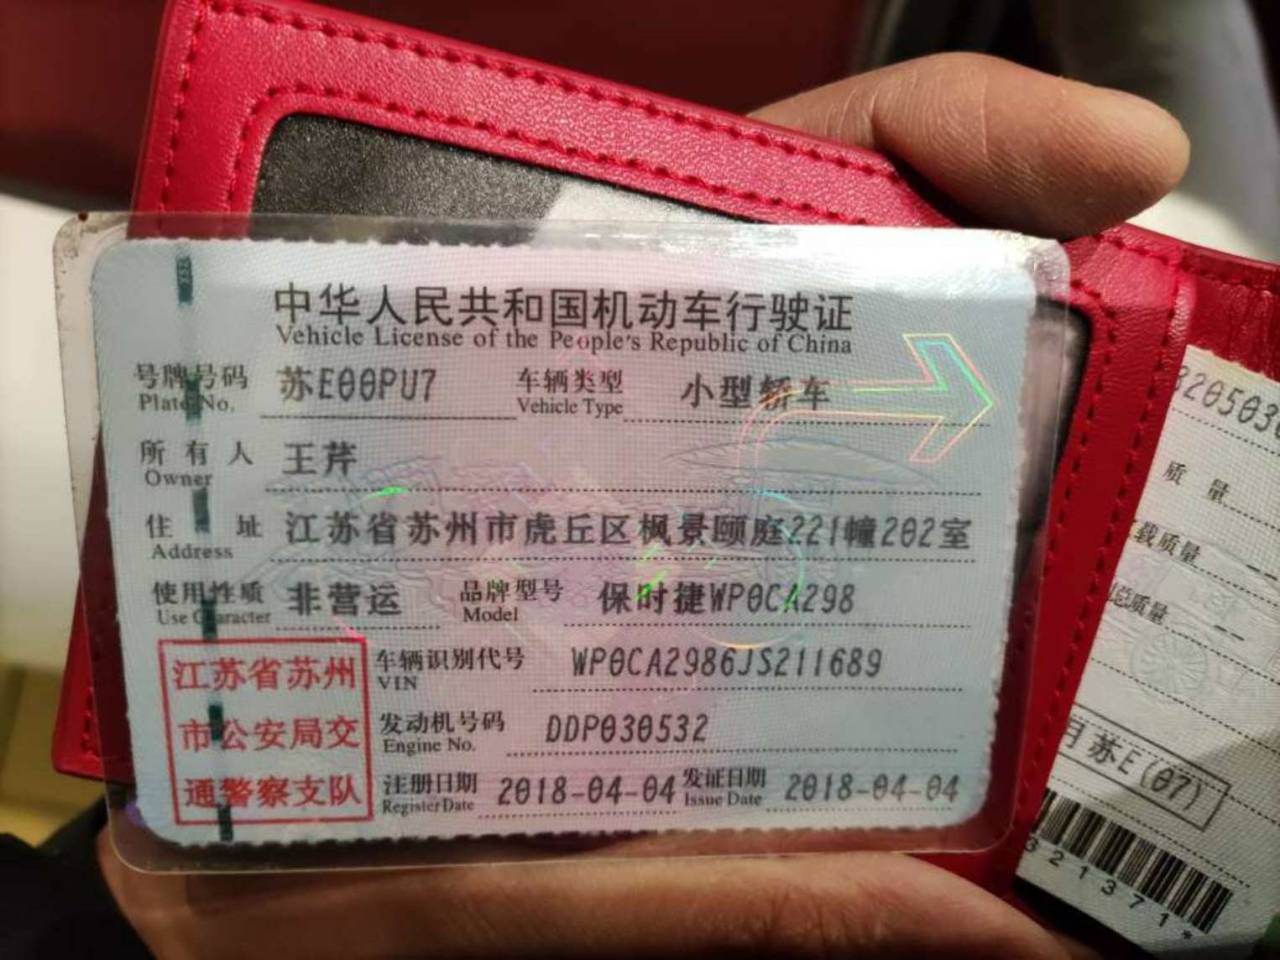 中华人民共和国机动车行驶证
Vehicle License of the People's Republic of China
号牌号码 苏E00PU7 车辆类型 小型轿车
Plate No. Vehicle Type
所有人 王芹
Owner
住址 江苏省苏州市虎丘区枫景颐庭221幢202室
Address
使用性质 非营运 品牌型号 保时捷WP0CA298
Use Character Model
车辆识别代号 WP0CA2986JS211689
VIN
发动机号码 DDP030532
Engine No.
注册日期 2018-04-04 发证日期 2018-04-04
Register Date Issue Date
江苏省苏州
市公安局交
通警察支队
320503
质量
载质量 --
总质量 --
月苏E(07)
321371*